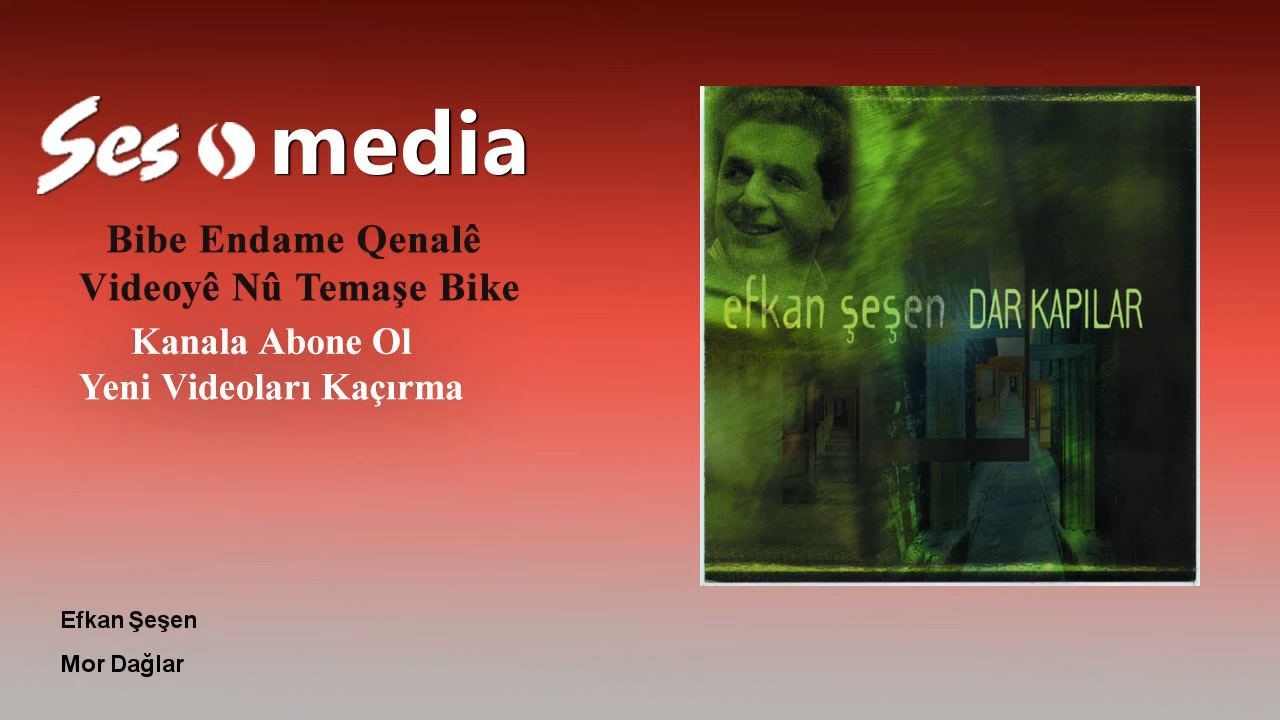 Ses media
Bibe Endame Qenalê
Videoyê Nû Temaşe Bike
Kanala Abone Ol
Yeni Videoları Kaçırma
efkan şeşen DAR KAPILAR
Efkan Şeşen
Mor Dağlar